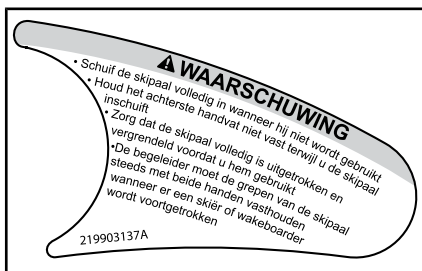 WAARSCHUWING
• Schuif de skipaal volledig in wanneer hij niet wordt gebruikt
• Houd het achterste handvat niet vast terwijl u de skipaal
inschuift
• Zorg dat de skipaal volledig is uitgetrokken en
vergrendeld voordat u hem gebruikt
•De begeleider moet de grepen van de skipaal
steeds met beide handen vasthouden
wanneer er een skiër of wakeboarder
wordt voortgetrokken
219903137A